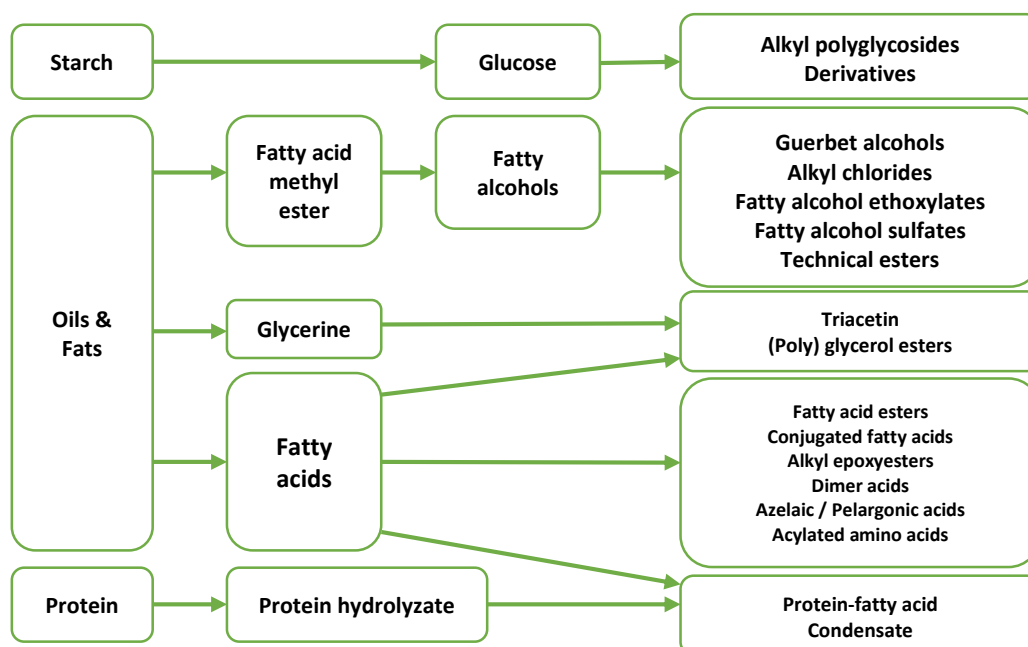 Starch
Glucose
Alkyl polyglycosides
Derivatives
Oils &
Fats
Fatty acid
methyl
ester
Fatty
alcohols
Guerbet alcohols
Alkyl chlorides
Fatty alcohol ethoxylates
Fatty alcohol sulfates
Technical esters
Glycerine
Triacetin
(Poly) glycerol esters
Fatty
acids
Fatty acid esters
Conjugated fatty acids
Alkyl epoxyesters
Dimer acids
Azelaic / Pelargonic acids
Acylated amino acids
Protein
Protein hydrolyzate
Protein-fatty acid
Condensate